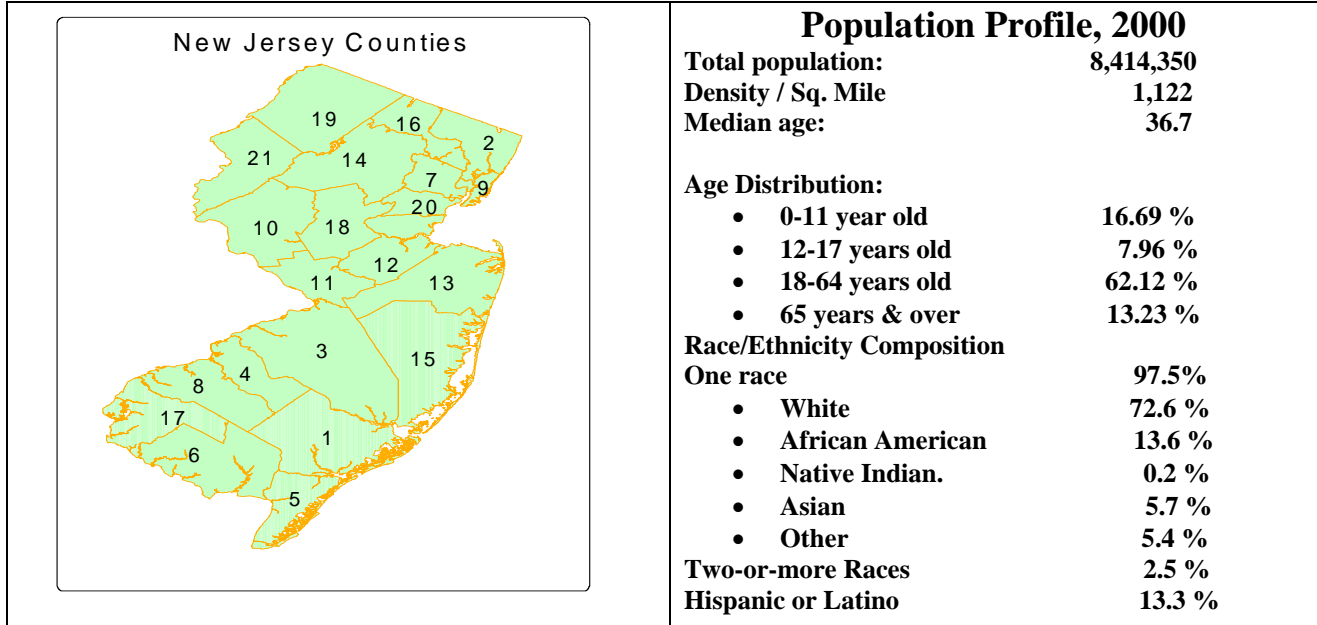 New Jersey Counties
19
16
2
21
14
7
9
20
10
18
12
11
13
3
15
4
8
17
1
6
5
Population Profile, 2000
Total population: 8,414,350
Density / Sq. Mile 1,122
Median age: 36.7
Age Distribution:
• 0-11 year old 16.69 %
• 12-17 years old 7.96 %
• 18-64 years old 62.12 %
• 65 years & over 13.23 %
Race/Ethnicity Composition
One race 97.5%
• White 72.6 %
• African American 13.6 %
• Native Indian. 0.2 %
• Asian 5.7 %
• Other 5.4 %
Two-or-more Races 2.5 %
Hispanic or Latino 13.3 %